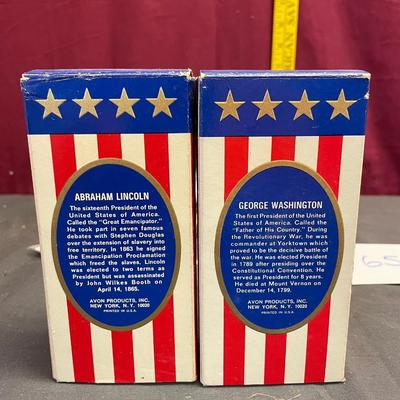 ABRAHAM LINCOLN
The sixteenth President of the
United States of America.
Called the "Great Emancipator."
He took part in seven famous
debates with Stephen Douglas
over the extension of slavery into
free territory. In 1863 he signed
the Emancipation Proclamation
which freed the slaves. Lincoln
was elected to two terms as
President but was assassinated
by John Wilkes Booth on
April 14, 1865.
AVON PRODUCTS, INC.
NEW YORK, N. Y. 10020
PRINTED IN U.S.A.
GEORGE WASHINGTON
The first President of the United
States of America. Called the
"Father of His Country." During
the Revolutionary War, he was
commander at Yorktown which
proved to be the decisive battle of
the war. He was elected President
in 1789 after presiding over the
Constitutional Convention. He
served as President for 8 years.
He died at Mount Vernon on
December 14, 1799.
AVON PRODUCTS, INC.
NEW YORK, N. Y. 10020
PRINTED IN U.S.A.